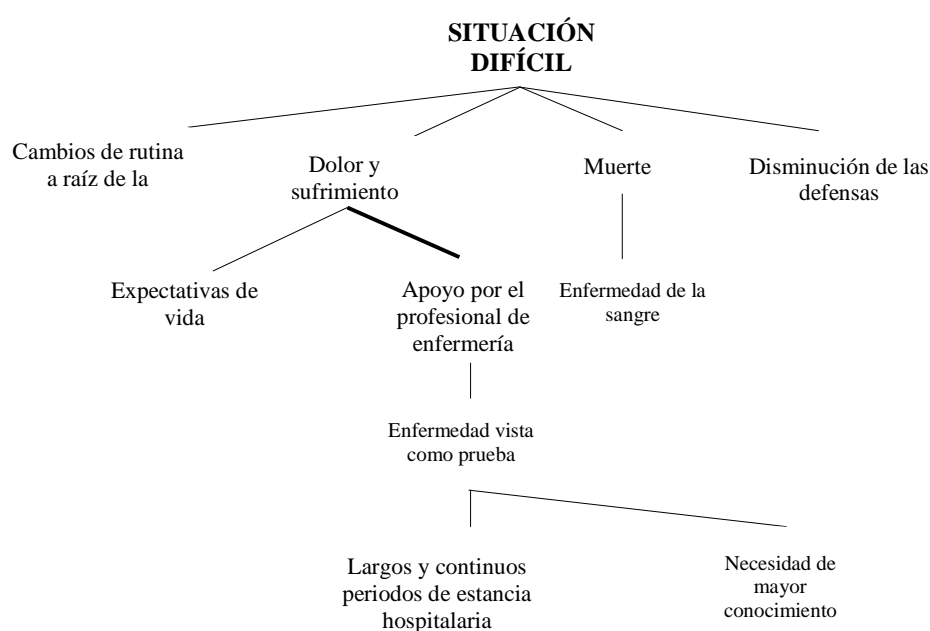 SITUACIÓN
DIFÍCIL
Cambios de rutina
a raíz de la
Dolor y
sufrimiento
Muerte
Disminución de las
defensas
Expectativas de
vida
Apoyo por el
profesional de
enfermería
Enfermedad de la
sangre
Enfermedad vista
como prueba
Largos y continuos
periodos de estancia
hospitalaria
Necesidad de
mayor
conocimiento